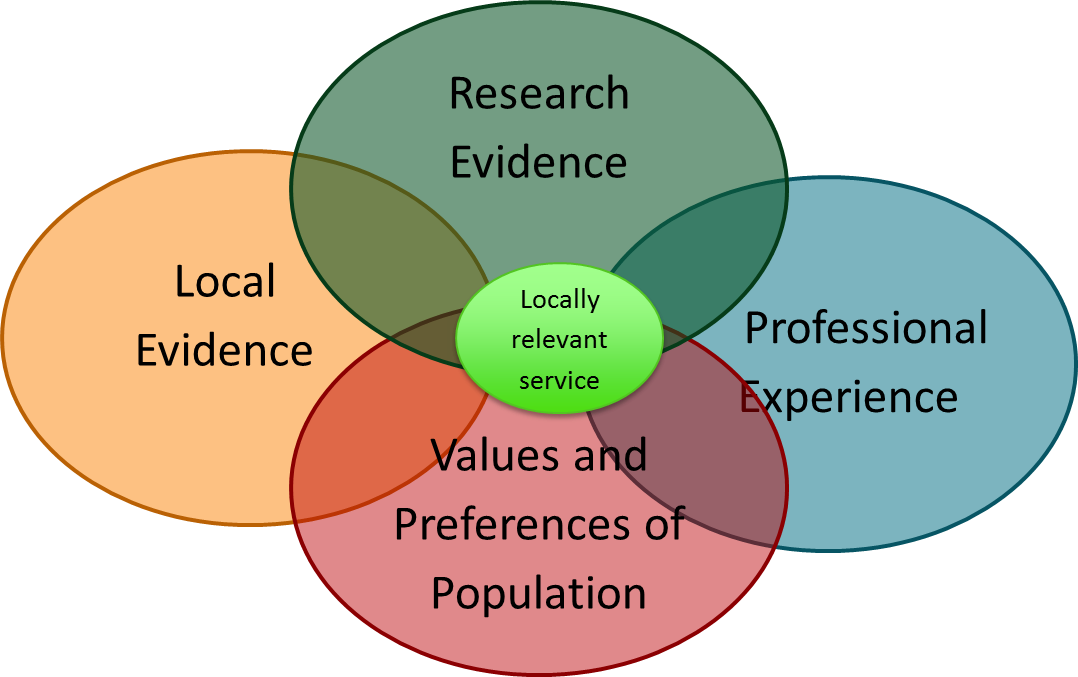 Research
Evidence
Local
Evidence
Locally
relevant
service
Professional
Experience
Values and
Preferences of
Population